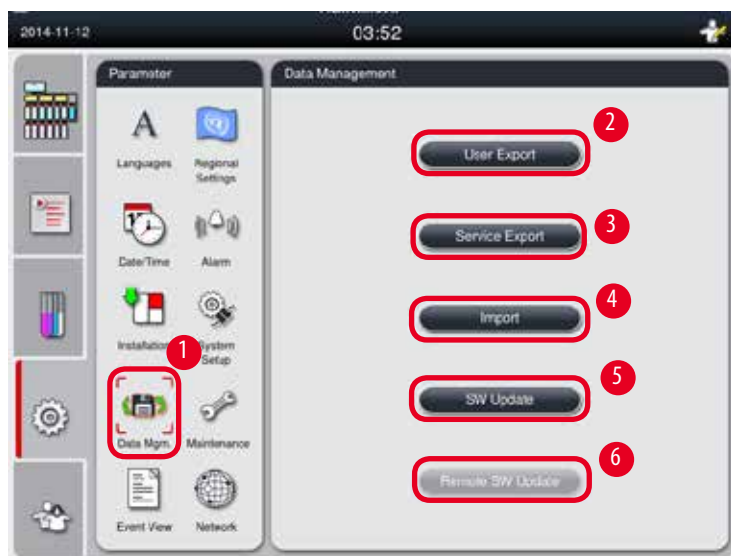 2014-11-12
03:52
Parameter
Data Management
Languages
Regional
Settings
Date/Time
Alarm
Installation
System
Setup
Data Mgm.
Maintenance
Event View
Network
User Export
Service Export
Import
SW Update
Remote SW Update
1
2
3
4
5
6